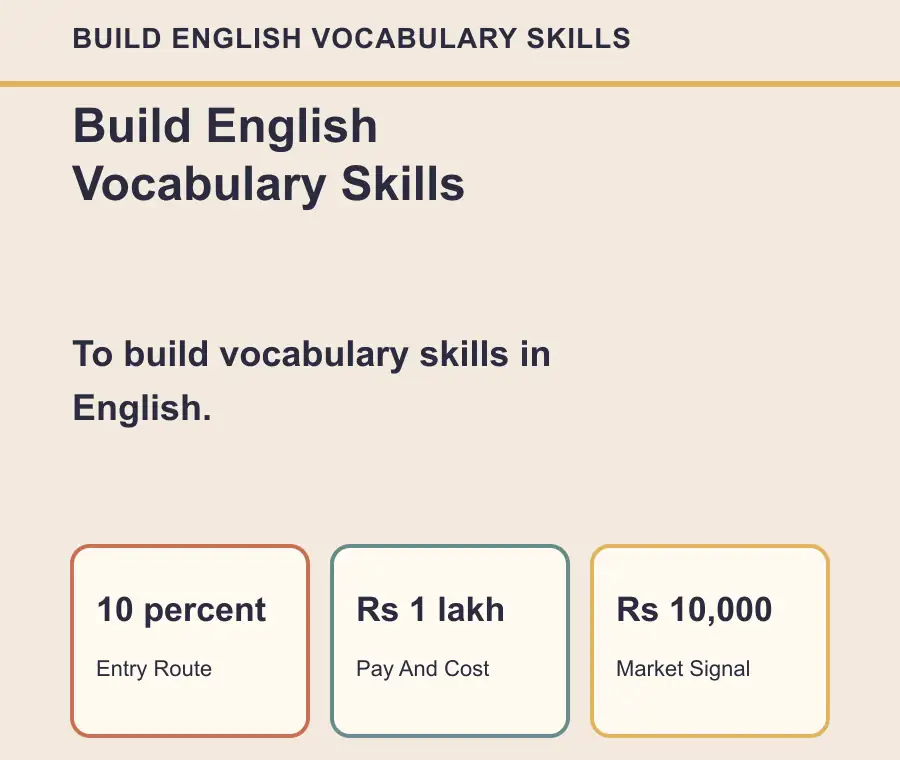 BUILD ENGLISH VOCABULARY SKILLS
Build English
Vocabulary Skills
To build vocabulary skills in
English.
10 percent
Entry Route
Rs 1 lakh
Pay And Cost
Rs 10,000
Market Signal